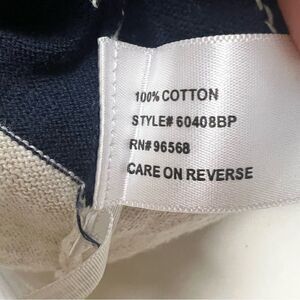 100% COTTON
STYLE# 60408BP
RN# 96568
CARE ON REVERSE